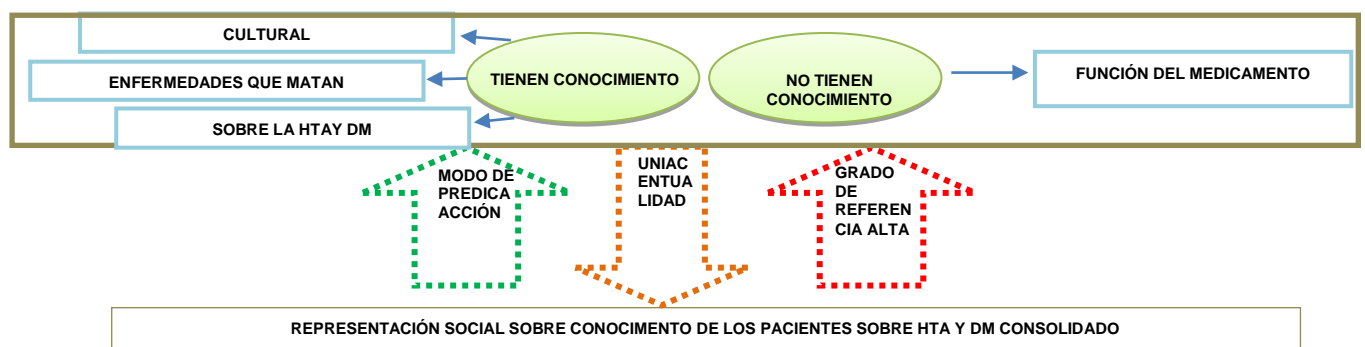 CULTURAL
ENFERMEDADES QUE MATAN
SOBRE LA HTAY DM
TIENEN CONOCIMIENTO
NO TIENEN
CONOCIMIENTO
FUNCIÓN DEL MEDICAMENTO
MODO DE
PREDICA
ACCIÓN
UNIAC
ENTUA
LIDAD
GRADO
DE
REFEREN
CIA ALTA
REPRESENTACIÓN SOCIAL SOBRE CONOCIMENTO DE LOS PACIENTES SOBRE HTA Y DM CONSOLIDADO